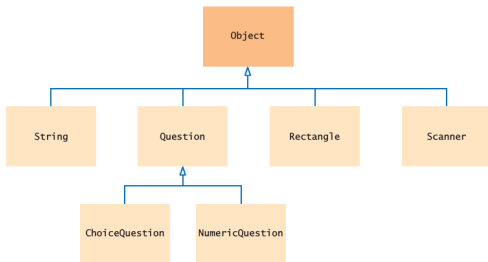 Object
String
Question
Rectangle
Scanner
ChoiceQuestion
NumericQuestion